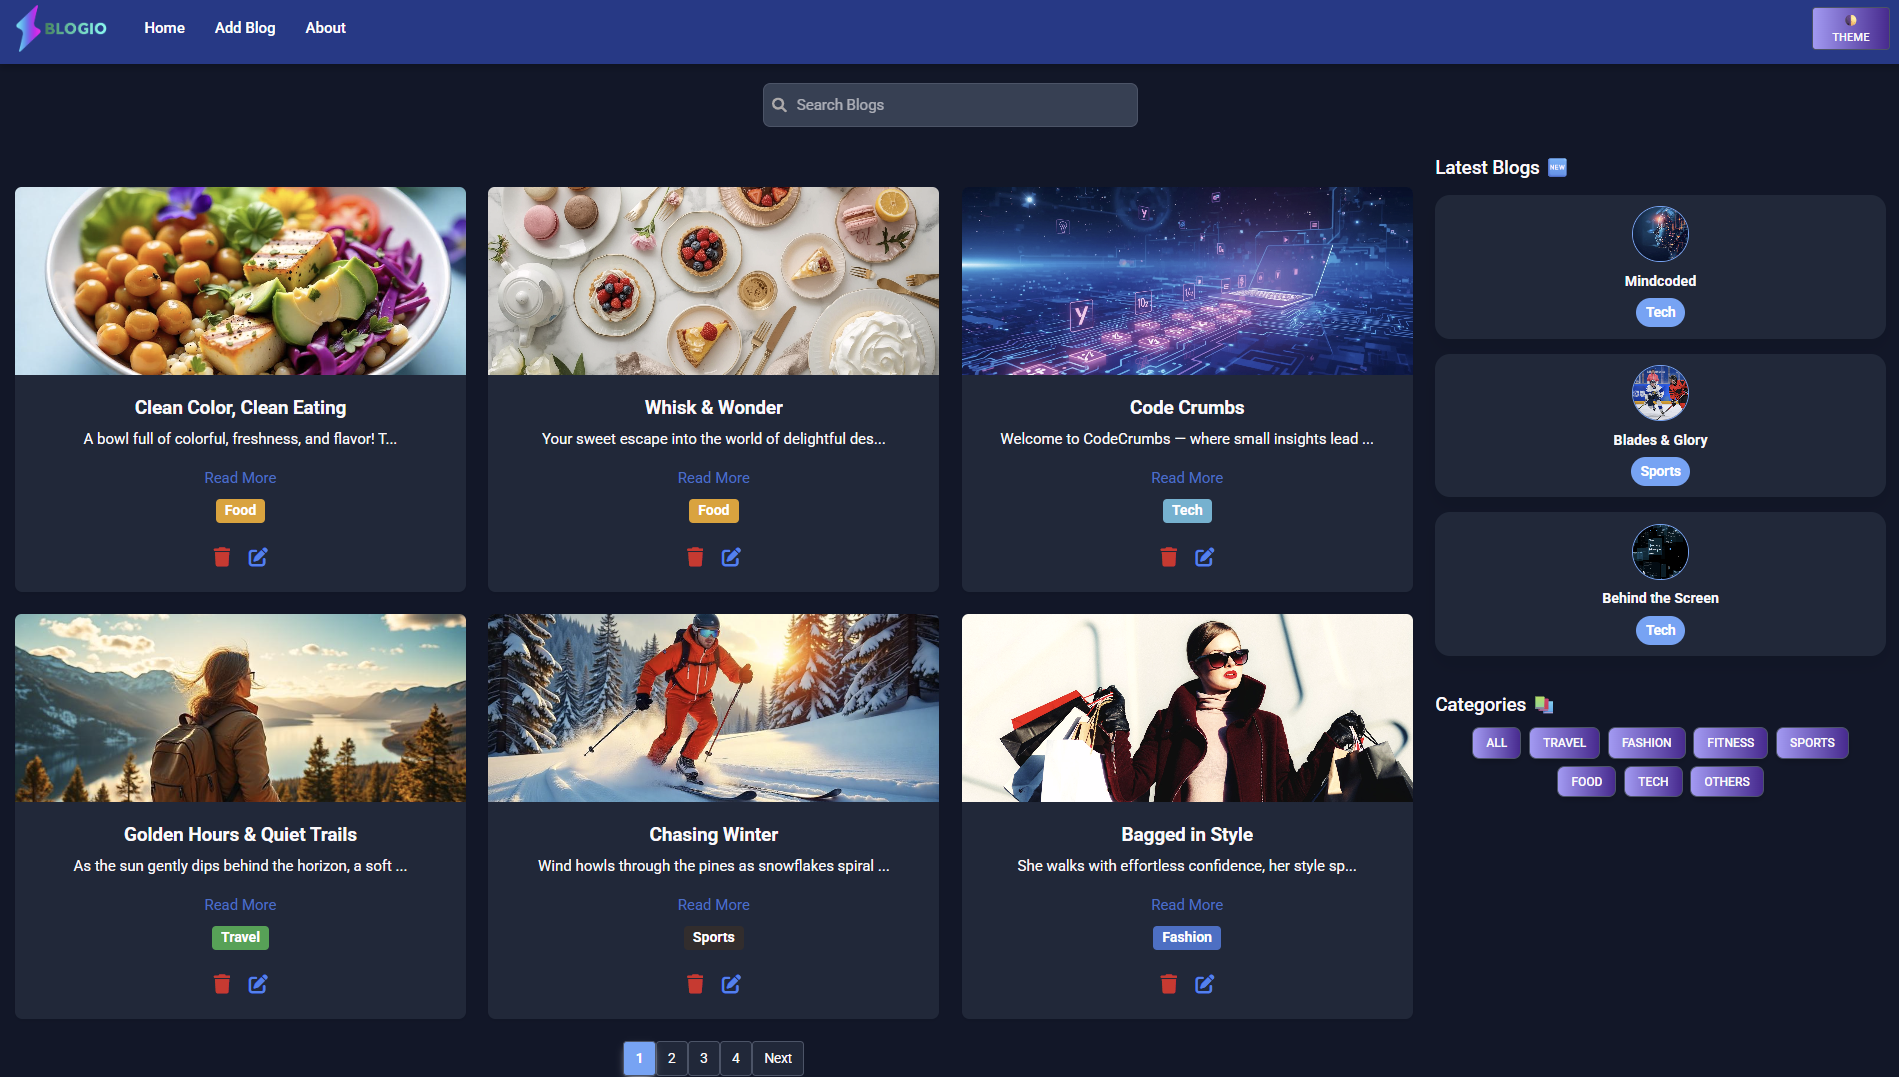 BLOGIO
Home
Add Blog
About
THEME
Search Blogs
Clean Color, Clean Eating
A bowl full of colorful, freshness, and flavor! T...
Read More
Food
Whisk & Wonder
Your sweet escape into the world of delightful des...
Read More
Food
Code Crumbs
Welcome to CodeCrumbs — where small insights lead ...
Read More
Tech
Golden Hours & Quiet Trails
As the sun gently dips behind the horizon, a soft ...
Read More
Travel
Chasing Winter
Wind howls through the pines as snowflakes spiral ...
Read More
Sports
Bagged in Style
She walks with effortless confidence, her style sp...
Read More
Fashion
1
2
3
4
Next
Latest Blogs NEW
Mindcoded
Tech
Blades & Glory
Sports
Behind the Screen
Tech
Categories
ALL
TRAVEL
FASHION
FITNESS
SPORTS
FOOD
TECH
OTHERS